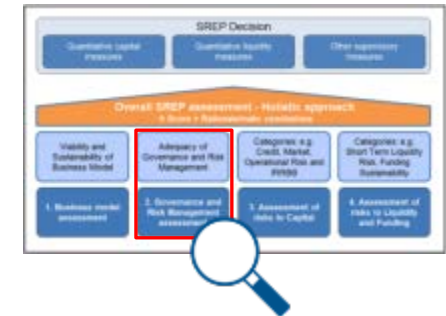 SREP Decision
Quantitative capital
measures
Quantitative liquidity
measures
Other supervisory
measures
Overall SREP assessment - Holistic approach
Viability and
Sustainability of
Business Model
Adequacy of
Governance and Risk
Management
Categories: e.g.
Credit, Market,
Operational Risk and
IRRBB
Categories: e.g.
Short Term Liquidity
Risk, Funding
Sustainability
1. Business model
assessment
2. Governance and
Risk Management
assessment
3. Assessment of
risks to Capital
4. Assessment of
risks to Liquidity
and Funding